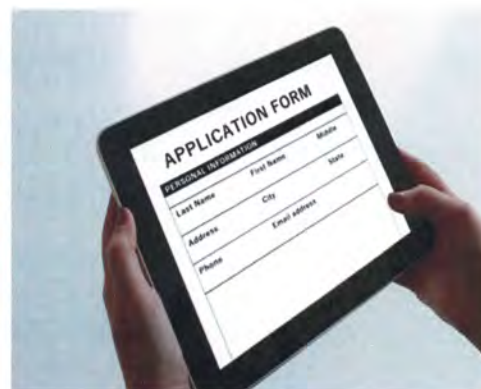 APPLICATION FORM
PERSONAL INFORMATION
Last Name First Name Middle
Address City State
Phone Email address